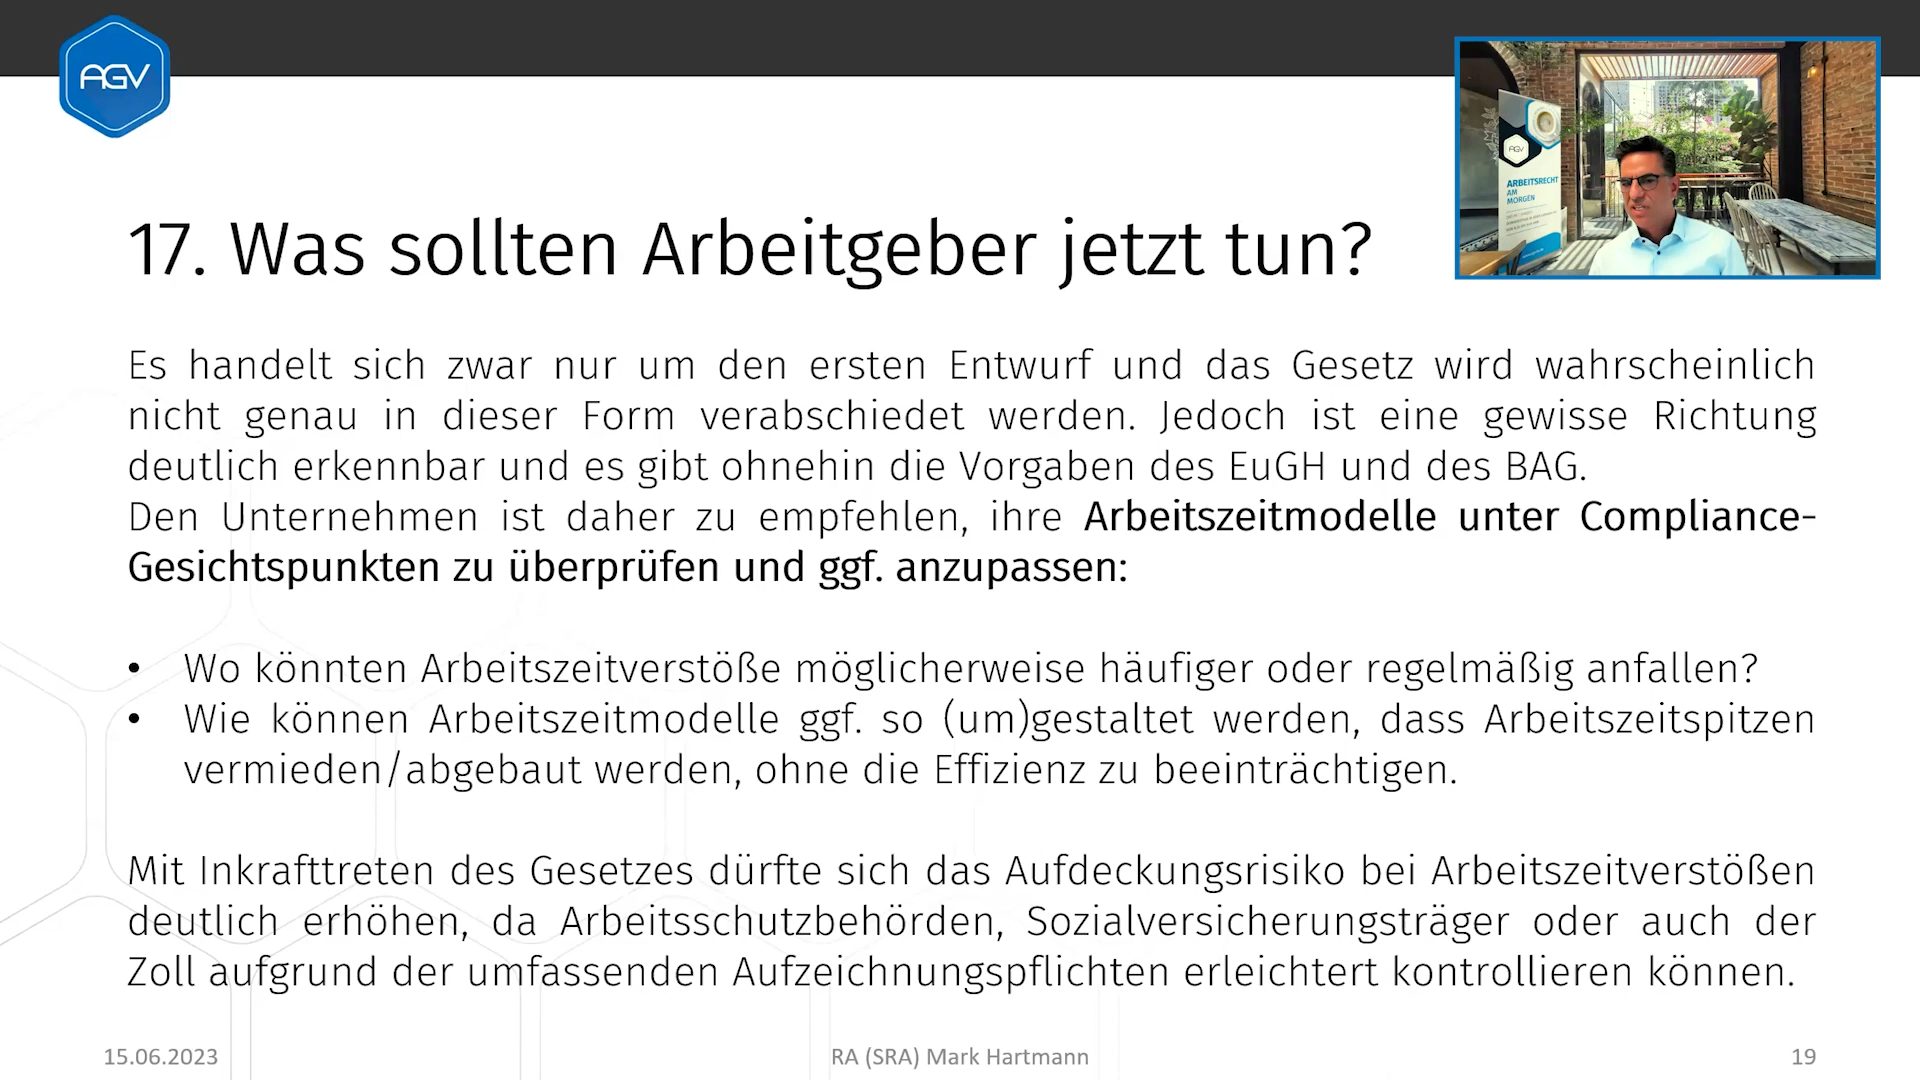 AGV
AGV
ARBEITSRECHT
AM
MORGEN
17. Was sollten Arbeitgeber jetzt tun?
Es handelt sich zwar nur um den ersten Entwurf und das Gesetz wird wahrscheinlich
nicht genau in dieser Form verabschiedet werden. Jedoch ist eine gewisse Richtung
deutlich erkennbar und es gibt ohnehin die Vorgaben des EuGH und des BAG.
Den Unternehmen ist daher zu empfehlen, ihre Arbeitszeitmodelle unter Compliance-
Gesichtspunkten zu überprüfen und ggf. anzupassen:
• Wo könnten Arbeitszeitverstöße möglicherweise häufiger oder regelmäßig anfallen?
• Wie können Arbeitszeitmodelle ggf. so (um)gestaltet werden, dass Arbeitszeitspitzen
vermieden/abgebaut werden, ohne die Effizienz zu beeinträchtigen.
Mit Inkrafttreten des Gesetzes dürfte sich das Aufdeckungsrisiko bei Arbeitszeitverstößen
deutlich erhöhen, da Arbeitsschutzbehörden, Sozialversicherungsträger oder auch der
Zoll aufgrund der umfassenden Aufzeichnungspflichten erleichtert kontrollieren können.
15.06.2023
RA (SRA) Mark Hartmann
19